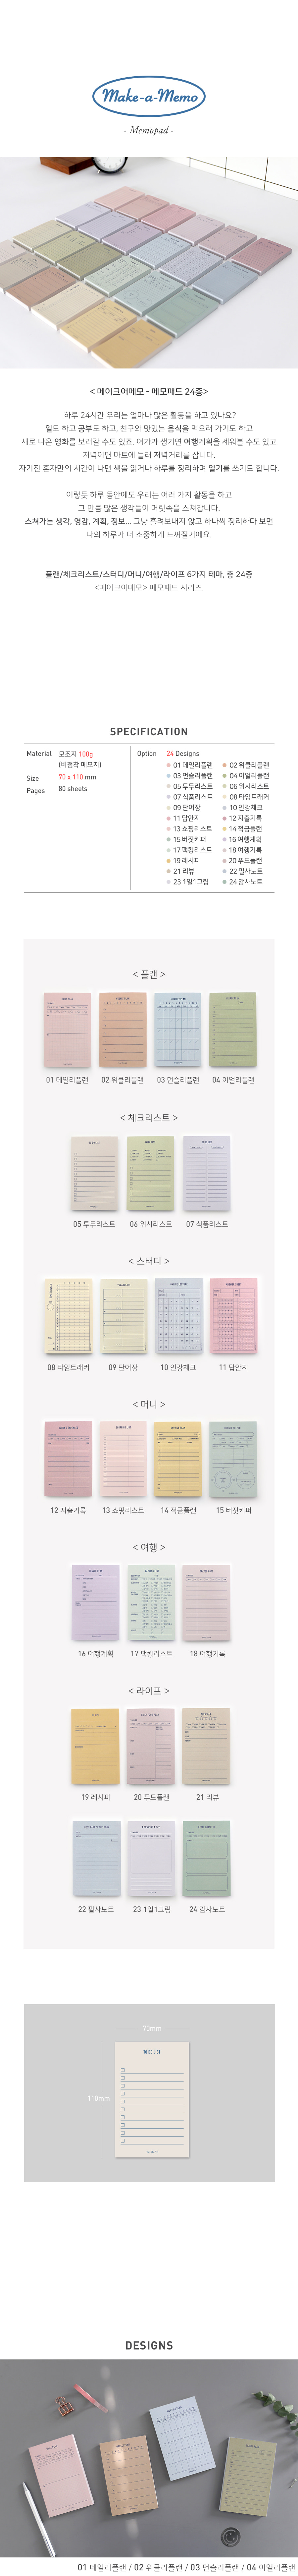 Make-a-Memo
- Memopad -
< 메이크어메모 - 메모패드 24종>
하루 24시간 우리는 얼마나 많은 활동을 하고 있나요?
일도 하고 공부도 하고, 친구와 맛있는 음식을 먹으러 가기도 하고
새로 나온 영화를 보러갈 수도 있죠. 여가가 생기면 여행계획을 세워볼 수도 있고
저녁이면 마트에 들러 저녁거리를 삽니다.
자기전 혼자만의 시간이 나면 책을 읽거나 하루를 정리하며 일기를 쓰기도 합니다.
이렇듯 하루 동안에도 우리는 여러 가지 활동을 하고
그 만큼 많은 생각들이 머릿속을 스쳐갑니다.
스쳐가는 생각, 영감, 계획, 정보... 그냥 흘려보내지 않고 하나씩 정리하다 보면
나의 하루가 더 소중하게 느껴질거예요.
플랜/체크리스트/스터디/머니/여행/라이프 6가지 테마, 총 24종
<메이크어메모> 메모패드 시리즈.
SPECIFICATION
Material 모조지 100g
(비점착 메모지)
Size 70 x 110 mm
Pages 80 sheets
Option 24 Designs
01 데일리플랜 02 위클리플랜
03 먼슬리플랜 04 이얼리플랜
05 투두리스트 06 위시리스트
07 식품리스트 08 타임트래커
09 단어장 10 인강체크
11 답안지 12 지출기록
13 쇼핑리스트 14 적금플랜
15 버짓키퍼 16 여행계획
17 팩킹리스트 18 여행기록
19 레시피 20 푸드플랜
21 리뷰 22 필사노트
23 1일1그림 24 감사노트
< 플랜 >
01 데일리플랜 02 위클리플랜 03 먼슬리플랜 04 이얼리플랜
< 체크리스트 >
TO DO LIST
05 투두리스트 06 위시리스트 07 식품리스트
< 스터디 >
08 타임트래커 09 단어장 10 인강체크 11 답안지
< 머니 >
12 지출기록 13 쇼핑리스트 14 적금플랜 15 버짓키퍼
< 여행 >
16 여행계획 17 팩킹리스트 18 여행기록
< 라이프 >
19 레시피 20 푸드플랜 21 리뷰
22 필사노트 23 1일1그림 24 감사노트
70mm
110mm
TO DO LIST
DESIGNS
01 데일리플랜 / 02 위클리플랜 / 03 먼슬리플랜 / 04 이얼리플랜